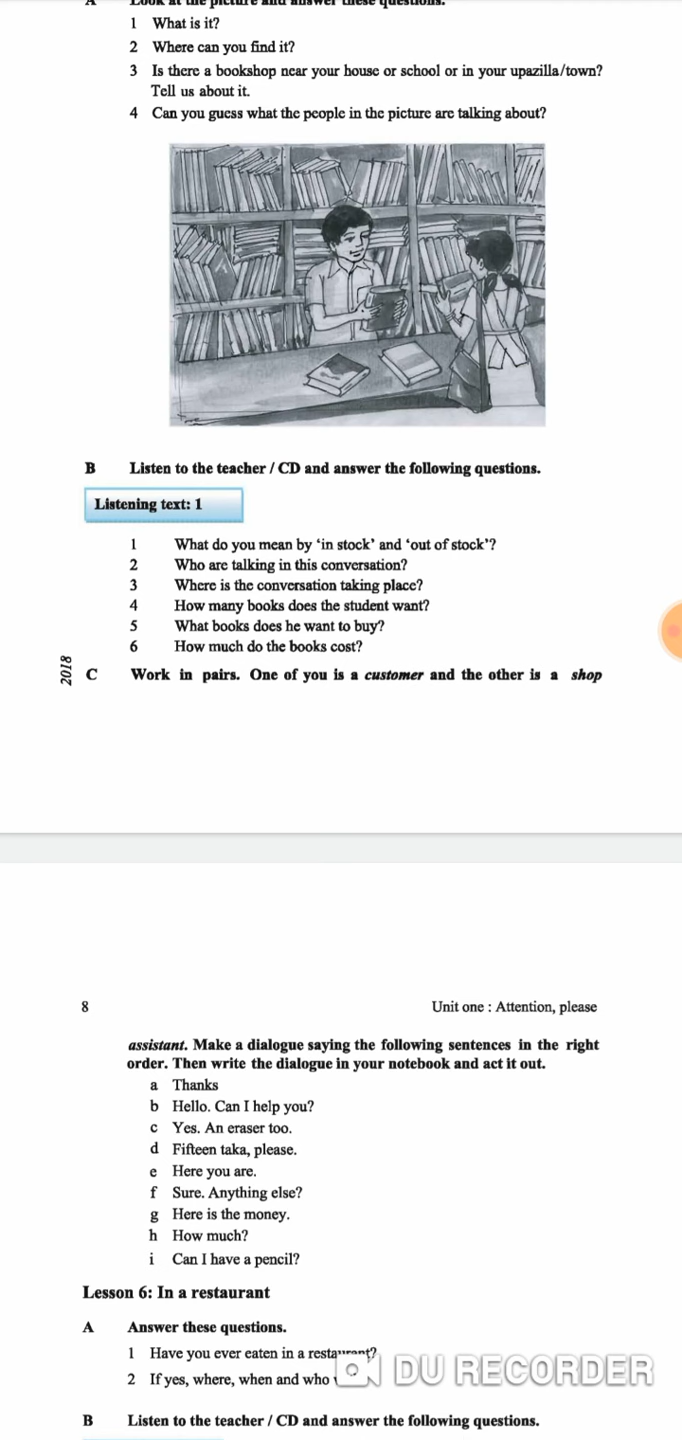 A Look at the picture and answer these questions.
1 What is it?
2 Where can you find it?
3 Is there a bookshop near your house or school or in your upazilla/town?
Tell us about it.
4 Can you guess what the people in the picture are talking about?
B Listen to the teacher / CD and answer the following questions.
Listening text: 1
1 What do you mean by ‘in stock’ and ‘out of stock’?
2 Who are talking in this conversation?
3 Where is the conversation taking place?
4 How many books does the student want?
5 What books does he want to buy?
6 How much do the books cost?
2018
C Work in pairs. One of you is a customer and the other is a shop
8 Unit one : Attention, please
assistant. Make a dialogue saying the following sentences in the right
order. Then write the dialogue in your notebook and act it out.
a Thanks
b Hello. Can I help you?
c Yes. An eraser too.
d Fifteen taka, please.
e Here you are.
f Sure. Anything else?
g Here is the money.
h How much?
i Can I have a pencil?
Lesson 6: In a restaurant
A Answer these questions.
1 Have you ever eaten in a restaurant?
2 If yes, where, when and who
DU RECORDER
B Listen to the teacher / CD and answer the following questions.